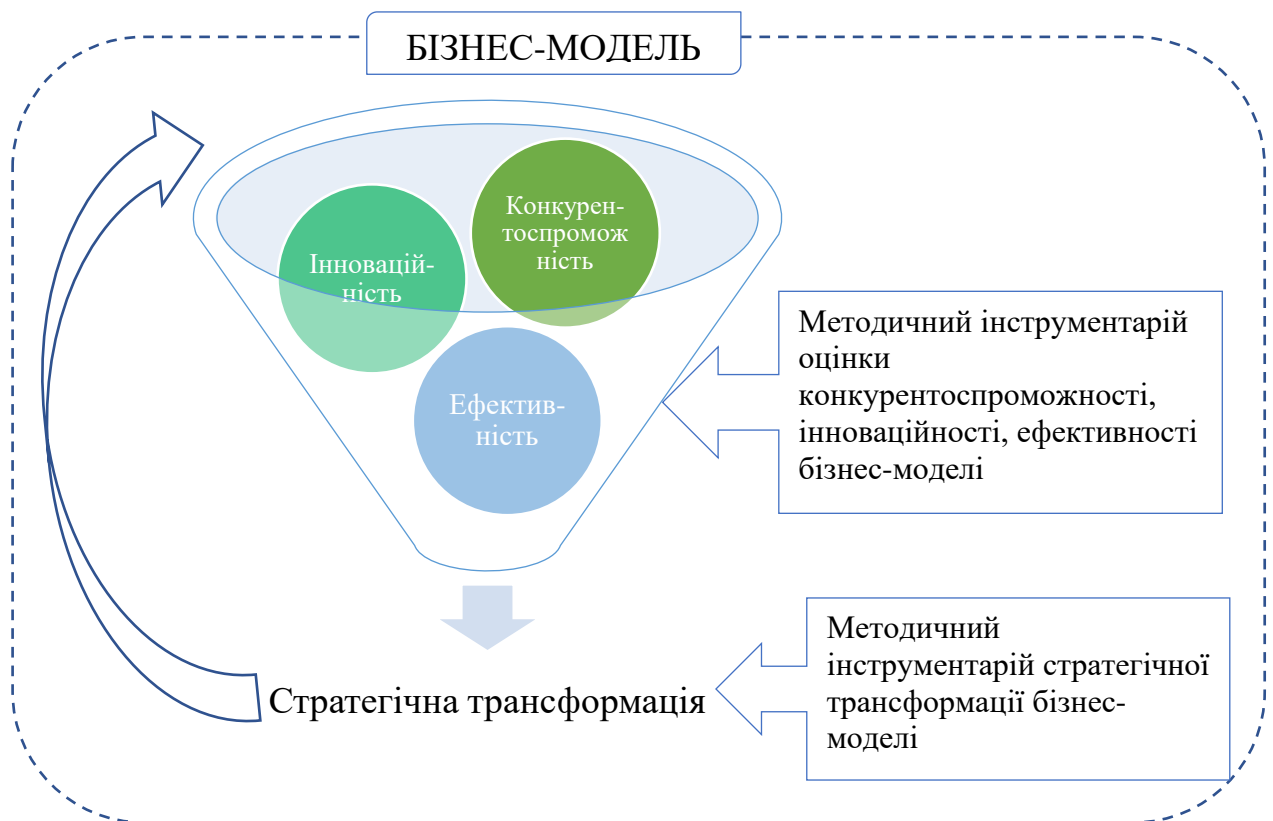 БІЗНЕС-МОДЕЛЬ
Конкурен-
тоспромож
ність
Інновацій-
ність
Ефектив-
ність
Методичний інструментарій
оцінки
конкурентоспроможності,
інноваційності, ефективності
бізнес-моделі
Методичний
інструментарій стратегічної
трансформації бізнес-
моделі
Стратегічна трансформація